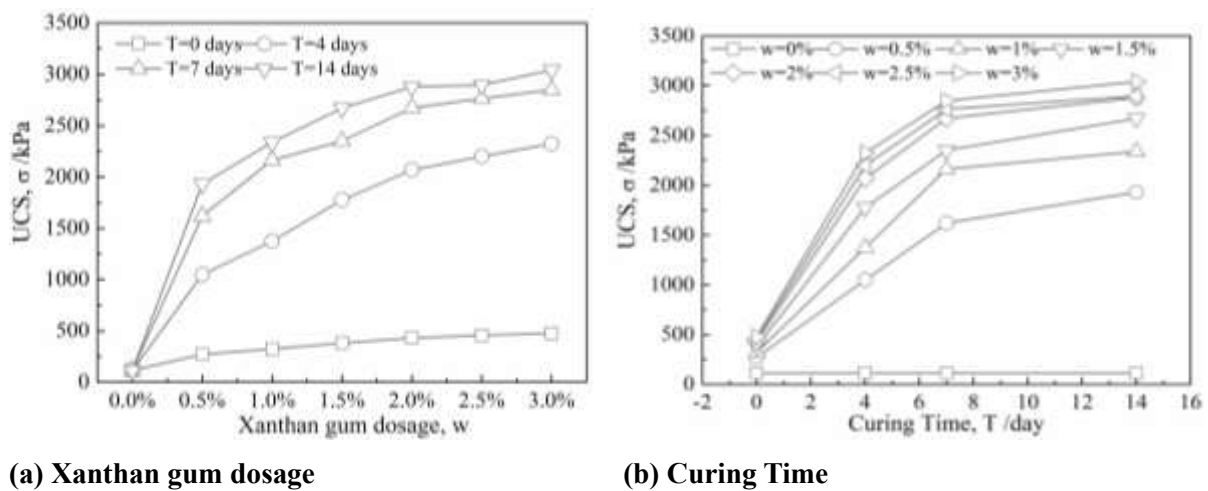 3500
3000
2500
2000
1500
1000
500
0
UCS, σ /kPa
T=0 days T=4 days
T=7 days T=14 days
0.0% 0.5% 1.0% 1.5% 2.0% 2.5% 3.0%
Xanthan gum dosage, w
(a) Xanthan gum dosage
3500
3000
2500
2000
1500
1000
500
0
UCS, σ /kPa
w=0% w=0.5% w=1% w=1.5%
w=2% w=2.5% w=3%
-2 0 2 4 6 8 10 12 14 16
Curing Time, T /day
(b) Curing Time